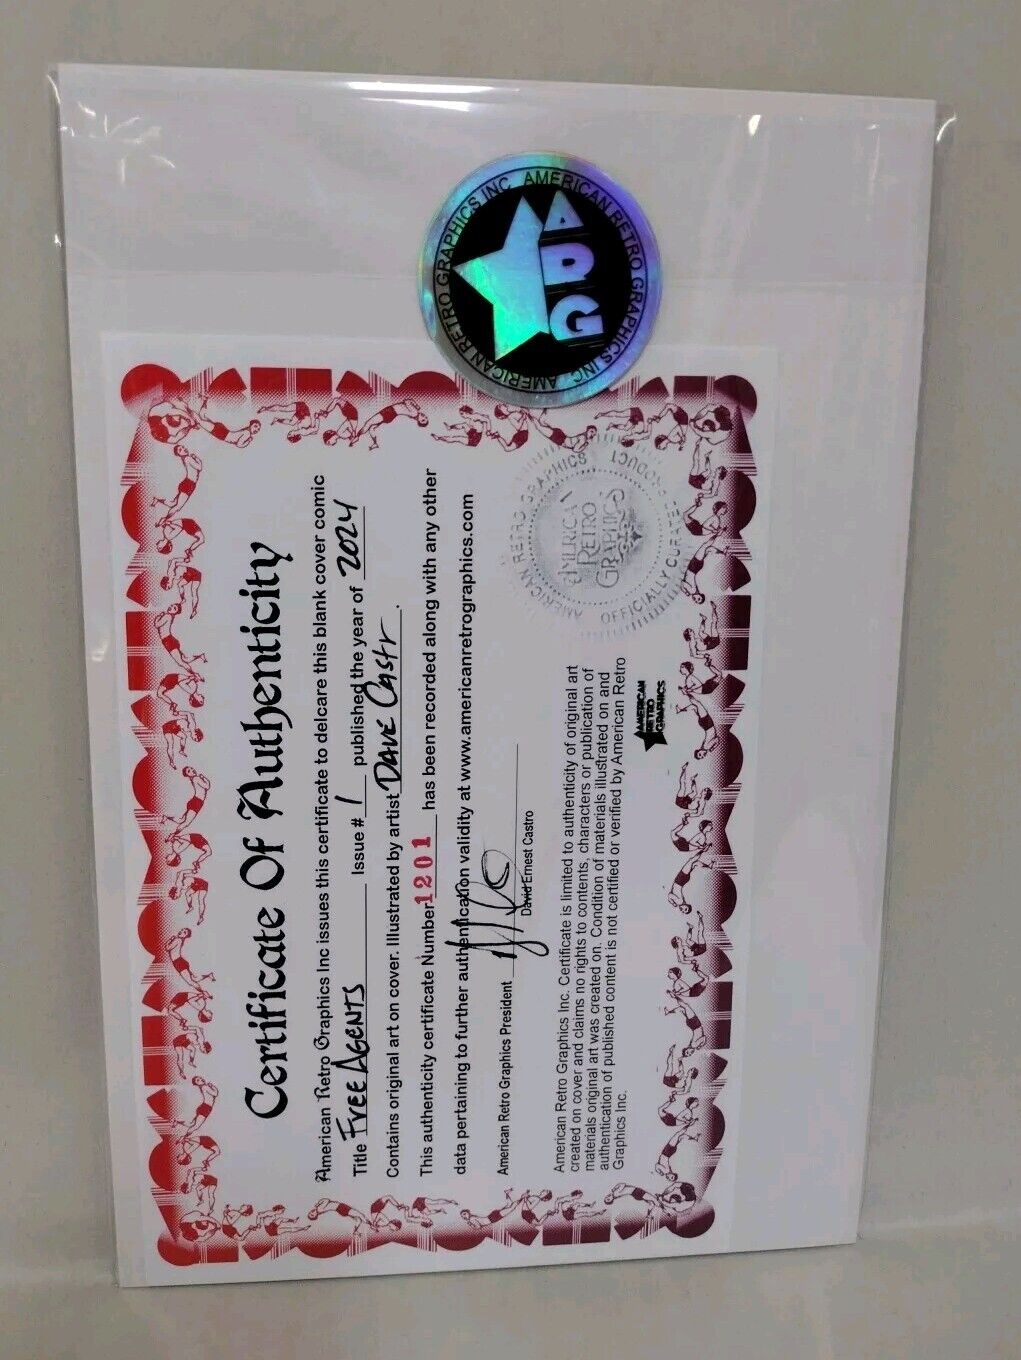 AMERICAN RETRO GRAPHICS INC. AMERICAN RETRO GRAPHICS INC.
ARG
Certificate Of Authenticity
American Retro Graphics Inc issues this certificate to delcare this blank cover comic
Title Free Agents Issue # 1 published the year of 2024
Contains original art on cover. Illustrated by artist Dave Castr.
This authenticity certificate Number 1201 has been recorded along with any other
data pertaining to further authentication validity at www.americanretrographics.com
American Retro Graphics President
David Ernest Castro
American Retro Graphics Inc. Certificate is limited to authenticity of original art
created on cover and claims no rights to contents, characters or publication of
materials original art was created on. Condition of materials illustrated on and
authentication of published content is not certified or verified by American Retro
Graphics Inc.
AMERICAN
RETRO
GRAPHICS
AMERICAN RETRO GRAPHICS
OFFICIALLY CURATED PRODUCT
AMERICAN
RETRO
GRAPHICS